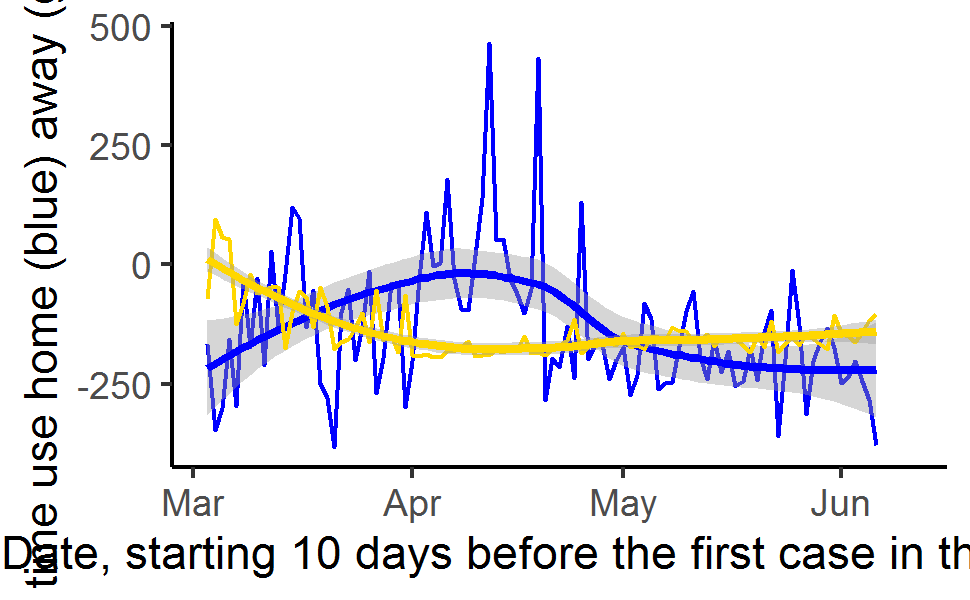 time use home (blue) away (
500
250
0
-250
Mar Apr May Jun
Date, starting 10 days before the first case in th